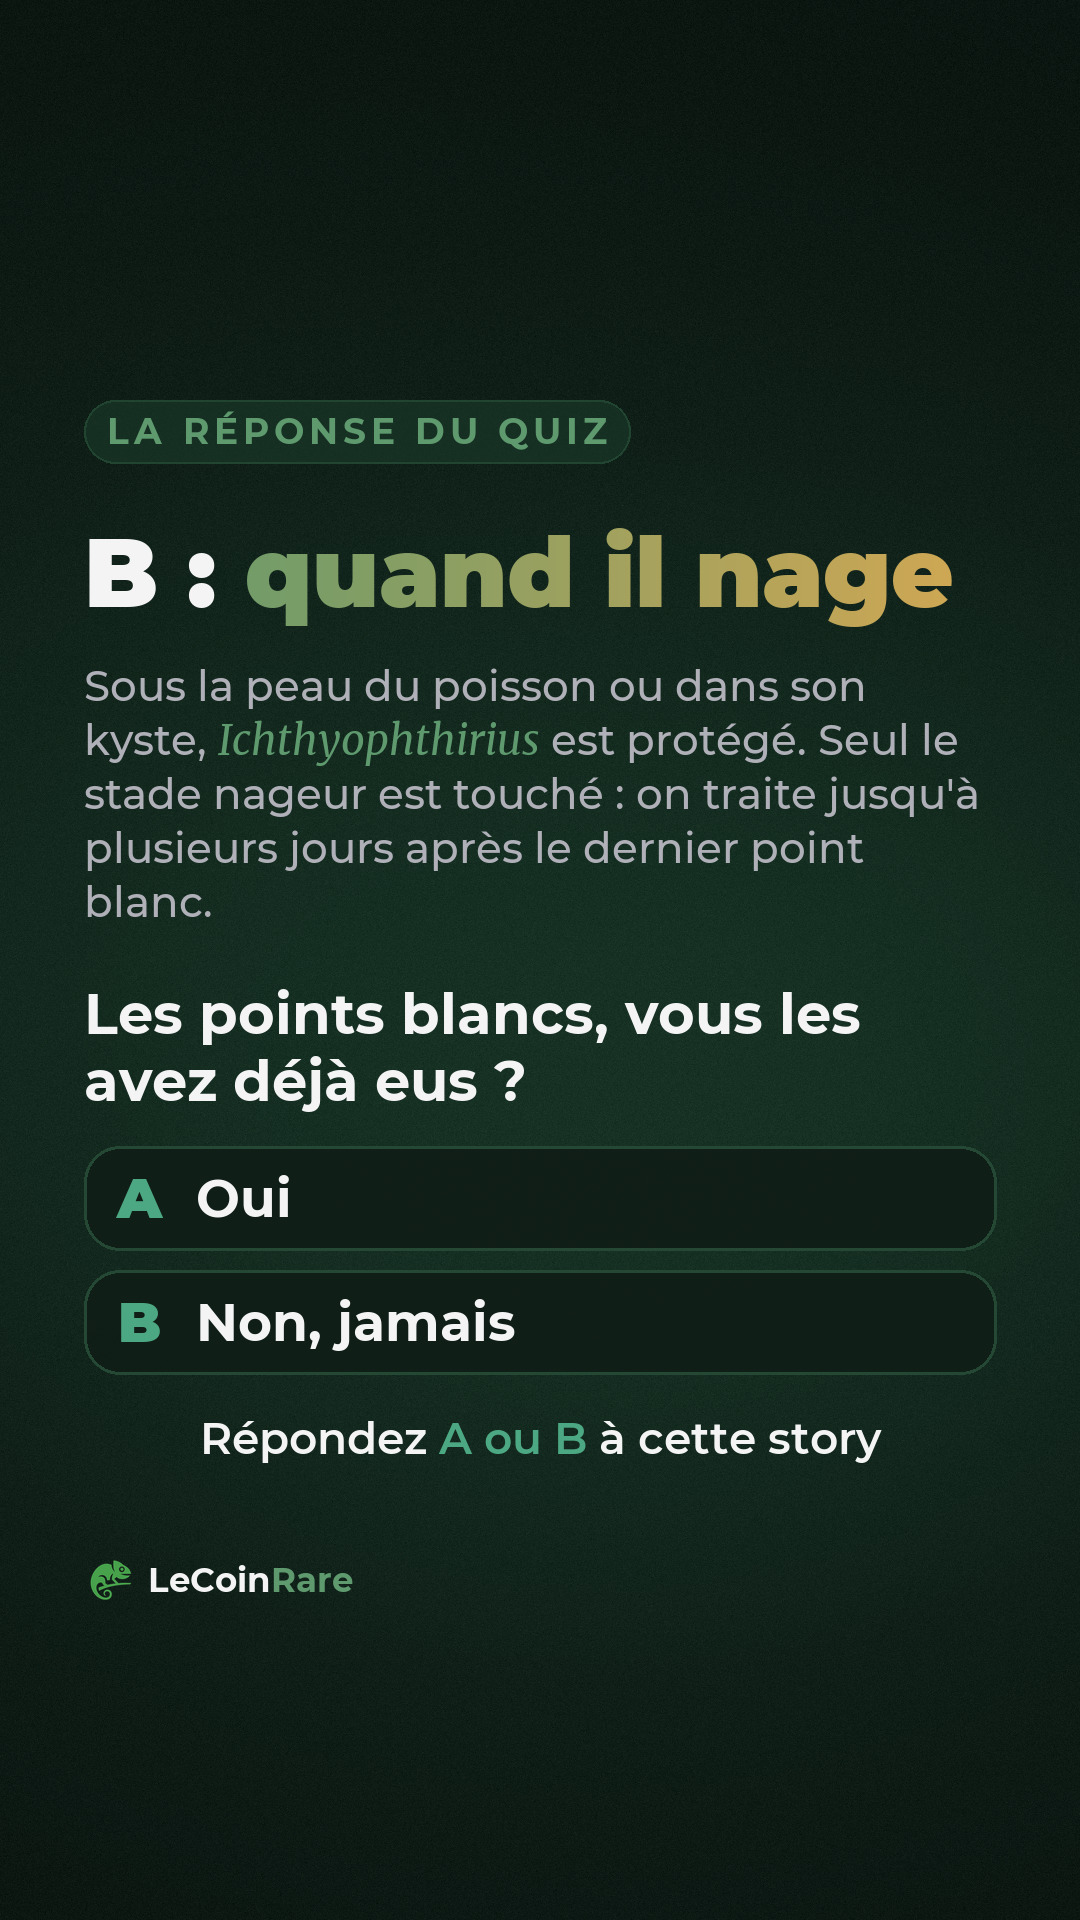 LA RÉPONSE DU QUIZ
B : quand il nage
Sous la peau du poisson ou dans son
kyste, Ichthyophthirius est protégé. Seul le
stade nageur est touché : on traite jusqu'à
plusieurs jours après le dernier point
blanc.
Les points blancs, vous les
avez déjà eus ?
A Oui
B Non, jamais
Répondez A ou B à cette story
LeCoinRare